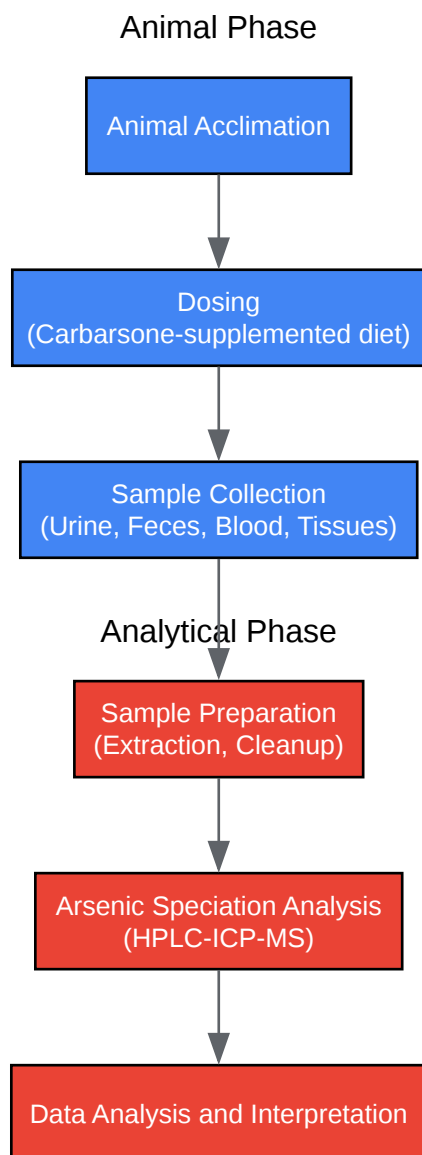 Animal Phase
Animal Acclimation
Dosing
(Carbarsone-supplemented diet)
Sample Collection
(Urine, Feces, Blood, Tissues)
Analytical Phase
Sample Preparation
(Extraction, Cleanup)
Arsenic Speciation Analysis
(HPLC-ICP-MS)
Data Analysis and Interpretation